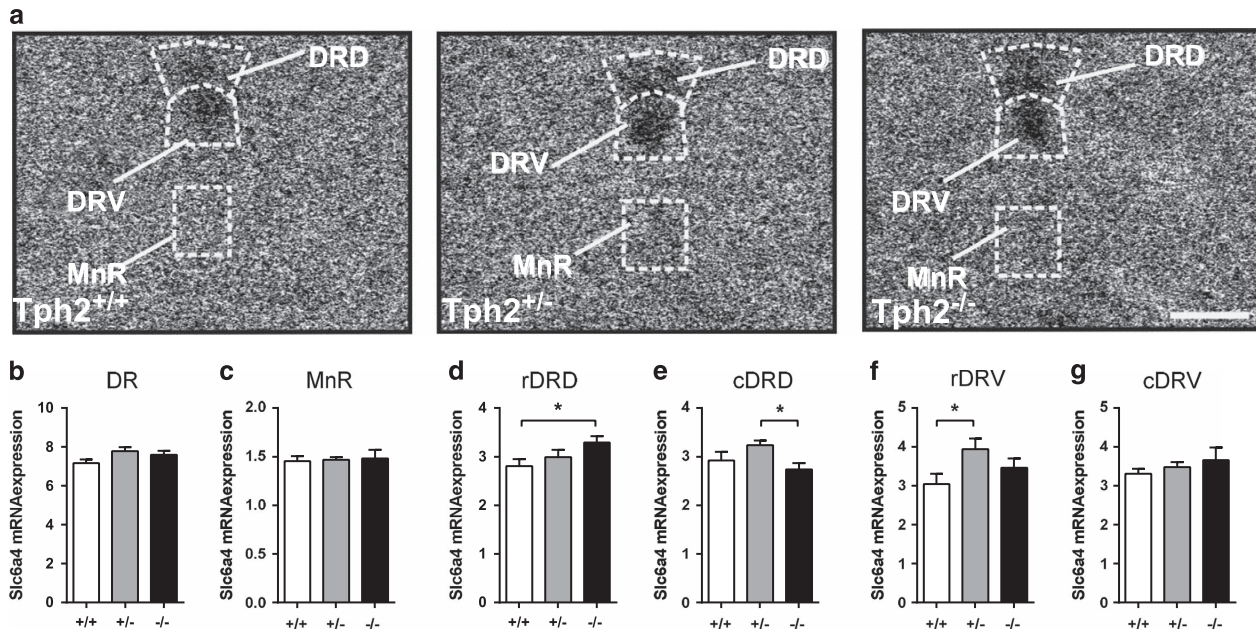 a
DRD
DRV
MnR
Tph2+/+
DRD
DRV
MnR
Tph2+/-
DRD
DRV
MnR
Tph2-/-
b
DR
Slc6a4 mRNAexpression
10
8
6
4
2
0
+/+ +/- -/-
c
MnR
Slc6a4 mRNAexpression
2.0
1.5
1.0
0.5
0.0
+/+ +/- -/-
d
rDRD
Slc6a4 mRNAexpression
4
3
2
1
0
*
+/+ +/- -/-
e
cDRD
Slc6a4 mRNAexpression
4
3
2
1
0
*
+/+ +/- -/-
f
rDRV
Slc6a4 mRNAexpression
5
4
3
2
1
0
*
+/+ +/- -/-
g
cDRV
Slc6a4 mRNAexpression
5
4
3
2
1
0
+/+ +/- -/-